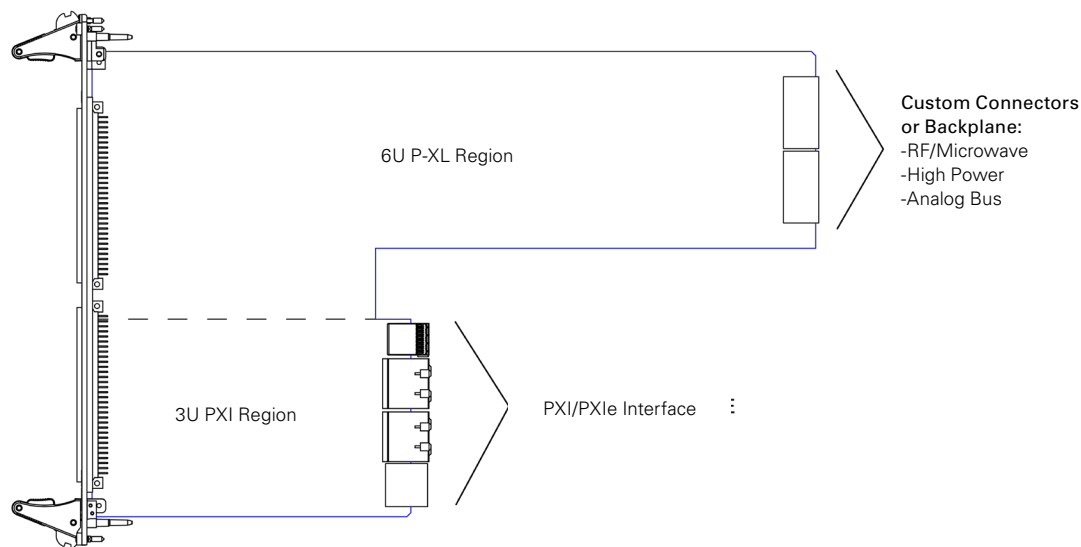 Custom Connectors
or Backplane:
-RF/Microwave
-High Power
-Analog Bus
6U P-XL Region
3U PXI Region
PXI/PXIe Interface